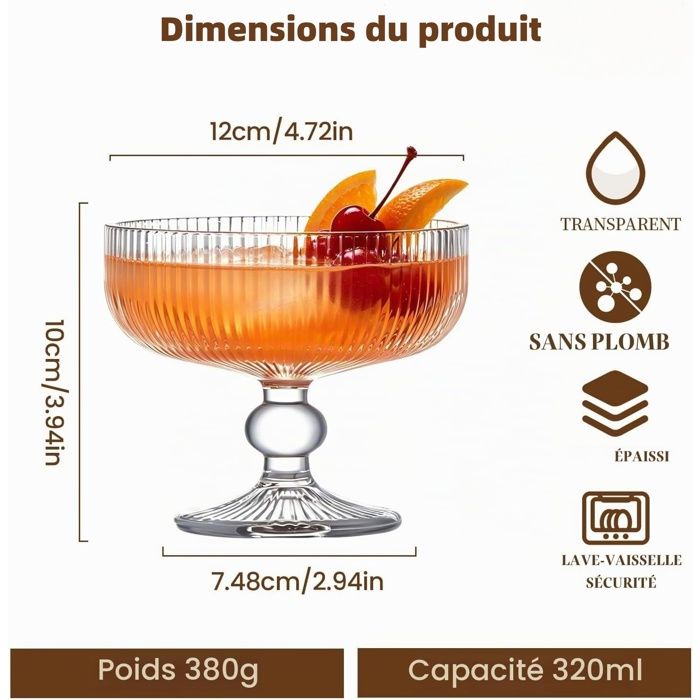 Dimensions du produit
12cm/4.72in
10cm/3.94in
7.48cm/2.94in
TRANSPARENT
SANS PLOMB
ÉPAISSI
LAVE-VAISSELLE
SÉCURITÉ
Poids 380g
Capacité 320ml